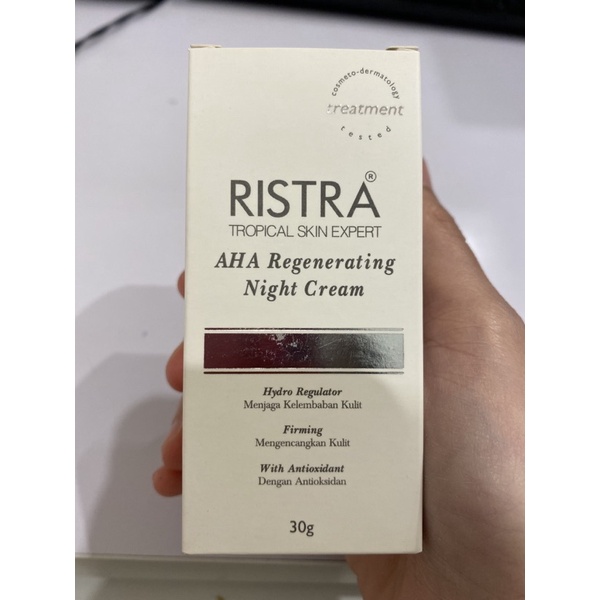 cosmeto-dermatology
treatment
tested
RISTRA®
TROPICAL SKIN EXPERT
AHA Regenerating
Night Cream
Hydro Regulator
Menjaga Kelembaban Kulit
Firming
Mengencangkan Kulit
With Antioxidant
Dengan Antioksidan
30g